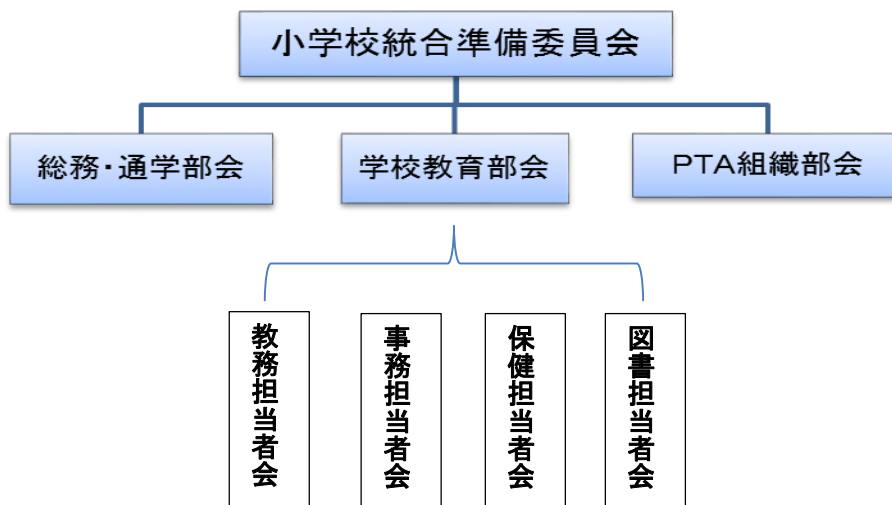 小学校統合準備委員会
総務・通学部会
学校教育部会
PTA組織部会
教務担当者会
事務担当者会
保健担当者会
図書担当者会